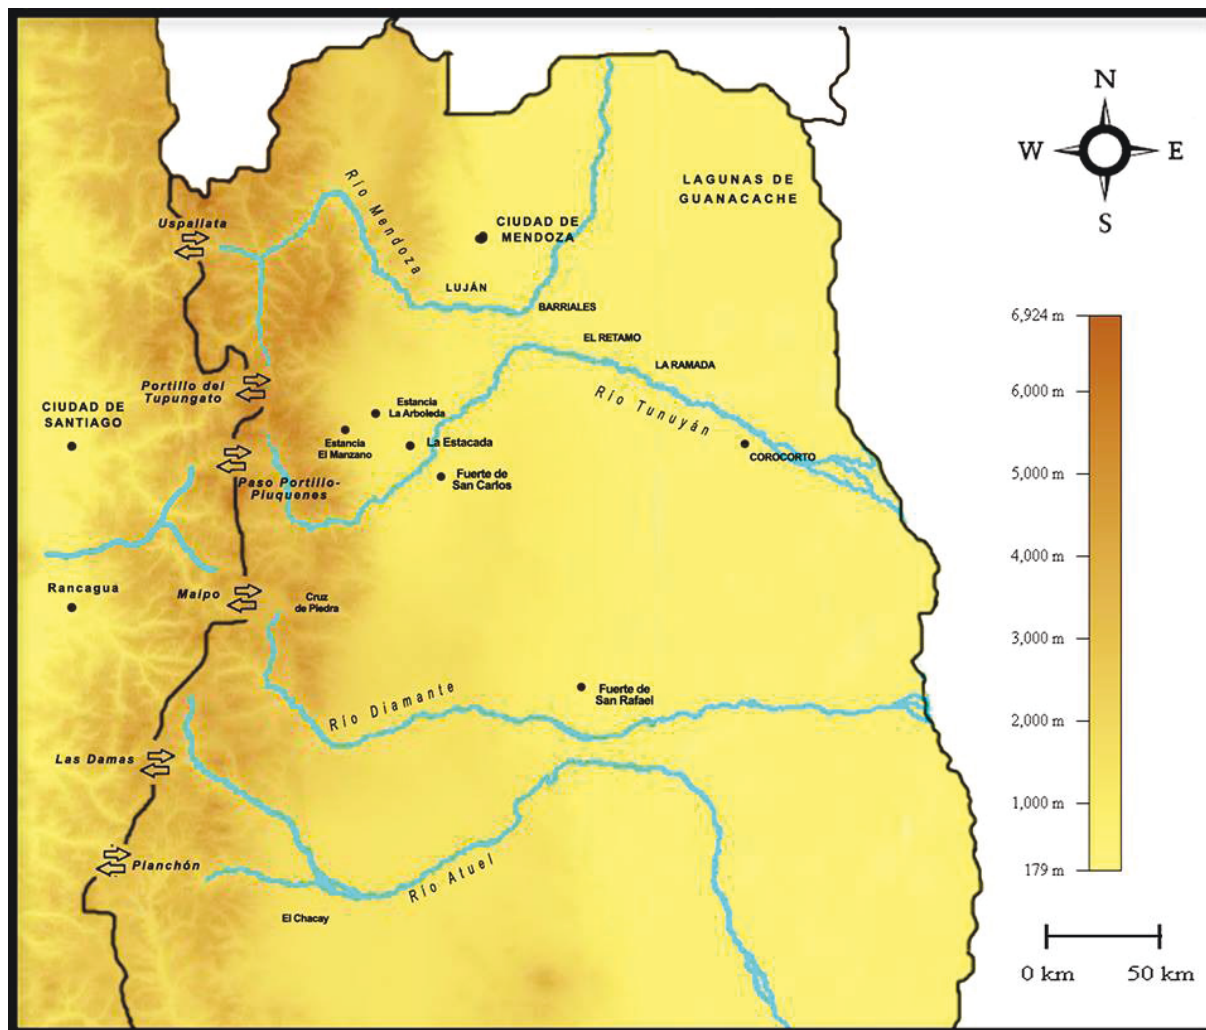 N
W
E
S
LAGUNAS DE
GUANACACHE
Río Mendoza
Uspallata
CIUDAD DE
MENDOZA
LUJÁN
BARRIALES
EL RETAMO
LA RAMADA
Río Tunuyán
Portillo del
Tupungato
CIUDAD DE
SANTIAGO
Estancia
La Arboleda
Estancia
El Manzano
La Estacada
COROCORTO
Fuerte de
San Carlos
Paso Portillo-
Piuquenes
Rancagua
Maipo
Cruz
de Piedra
Fuerte de
San Rafael
Río Diamante
Las Damas
Planchón
Río Atuel
El Chacay
6,924 m
6,000 m
5,000 m
4,000 m
3,000 m
2,000 m
1,000 m
179 m
0 km
50 km